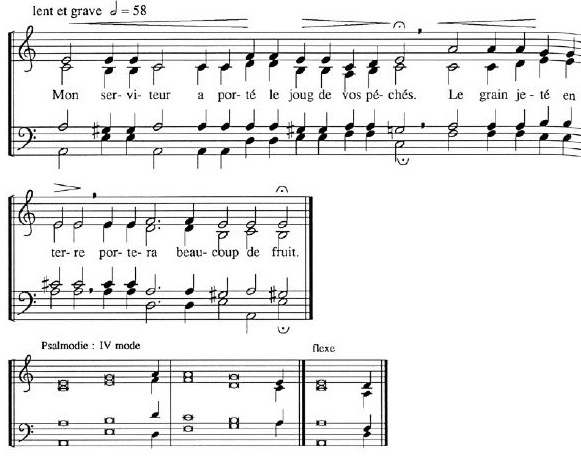 lent et grave 𝅗𝅥 = 58
Mon ser- vi- teur a por- té le joug de vos pé- chés. Le grain je- té en
ter- re por- te- ra beau- coup de fruit.
Psalmodie : IV mode flexe